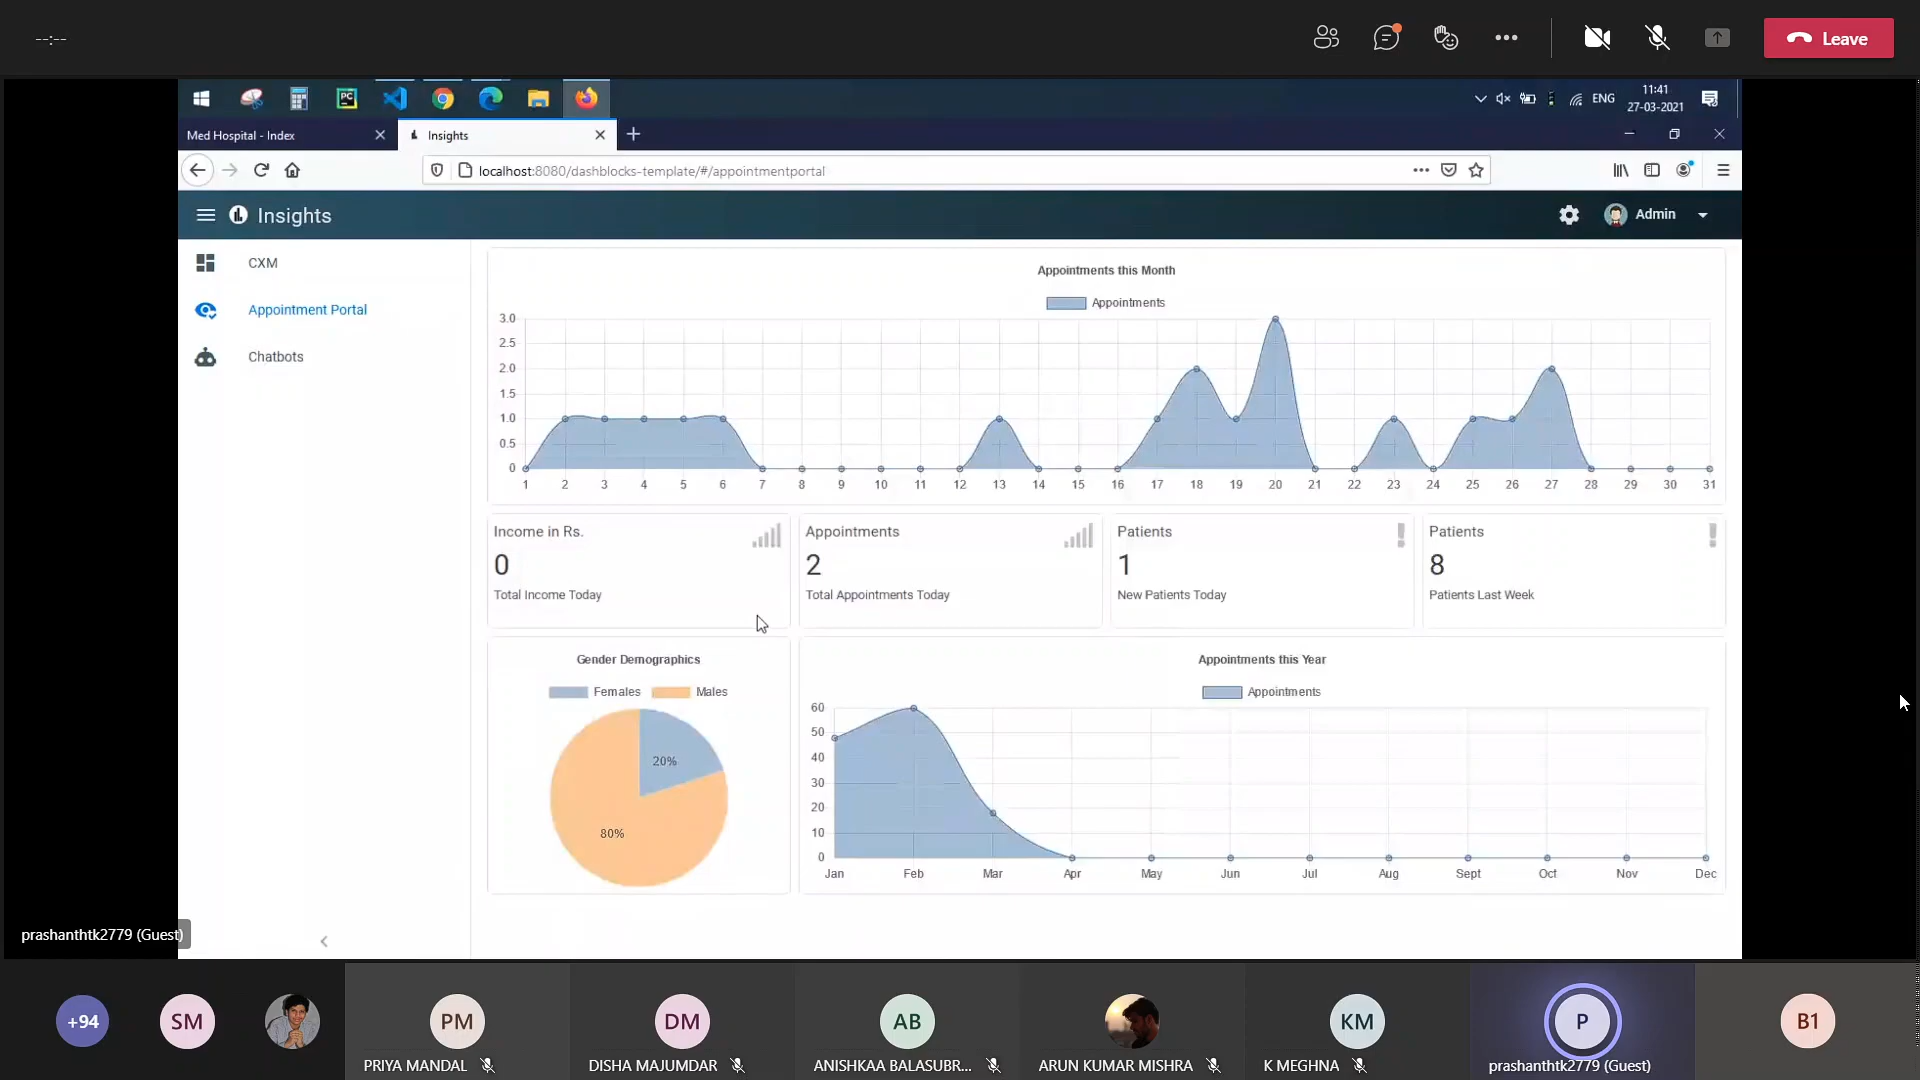 --:--
Leave
PC
ENG
11:41
27-03-2021
Med Hospital - Index
Insights
localhost:8080/dashblocks-template/#/appointmentportal
Insights
Admin
CXM
Appointment Portal
Chatbots
Appointments this Month
Appointments
3.0
2.5
2.0
1.5
1.0
0.5
0
1 2 3 4 5 6 7 8 9 10 11 12 13 14 15 16 17 18 19 20 21 22 23 24 25 26 27 28 29 30 31
Income in Rs.
0
Total Income Today
Appointments
2
Total Appointments Today
Patients
1
New Patients Today
Patients
8
Patients Last Week
Gender Demographics
Females Males
20%
80%
Appointments this Year
Appointments
60
50
40
30
20
10
0
Jan Feb Mar Apr May Jun Jul Aug Sept Oct Nov Dec
prashanthtk2779 (Guest)
+94
SM
PM
PRIYA MANDAL
DM
DISHA MAJUMDAR
AB
ANISHKAA BALASUBR...
ARUN KUMAR MISHRA
KM
K MEGHNA
P
prashanthtk2779 (Guest)
B1